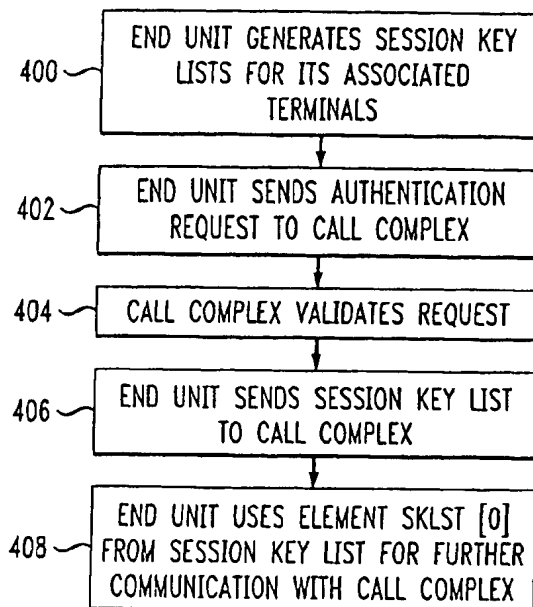 END UNIT GENERATES SESSION KEY
400
LISTS FOR ITS ASSOCIATED
TERMINALS
END UNIT SENDS AUTHENTICATION
402
REQUEST TO CALL COMPLEX
404
CALL COMPLEX VALIDATES REQUEST
END UNIT SENDS SESSION KEY LIST
406
TO CALL COMPLEX
END UNIT USES ELEMENT SKLST [0]
408
FROM SESSION KEY LIST FOR FURTHER
COMMUNICATION WITH CALL COMPLEX